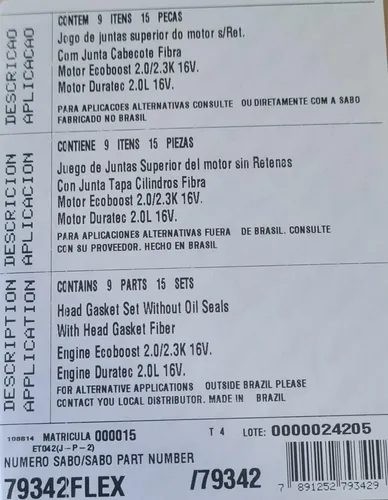 DESCRICAO
APLICACAO
CONTEM 9 ITENS 15 PECAS
Jogo de juntas superior do motor s/Ret.
Com Junta Cabecote Fibra
Motor Ecoboost 2.0/2.3K 16V.
Motor Duratec 2.0L 16V.
PARA APLICACOES ALTERNATIVAS CONSULTE OU DIRETAMENTE COM A SABO
FABRICADO NO BRASIL
DESCRICION
APLICACION
CONTIENE 9 ITENS 15 PIEZAS
Juego de Juntas Superior del motor sin Retenes
Con Junta Tapa Cilindros Fibra
Motor Ecoboost 2.0/2.3K 16V.
Motor Duratec 2.0L 16V.
PARA APLICACIONES ALTERNATIVAS FUERA DE BRASIL. CONSULTE
CON SU PROVEEDOR. HECHO EN BRASIL
DESCRIPTION
APPLICATION
CONTAINS 9 PARTS 15 SETS
Head Gasket Set Without Oil Seals
With Head Gasket Fiber
Engine Ecoboost 2.0/2.3K 16V.
Engine Duratec 2.0L 16V.
FOR ALTERNATIVE APPLICATIONS OUTSIDE BRAZIL PLEASE
CONTACT YOU LOCAL DISTRIBUTOR. MADE IN BRAZIL
108814 MATRICULA 000015 T 4 LOTE: 0000024205
ET042(J-P-2)
NUMERO SABO/SABO PART NUMBER
79342FLEX /79342
7 891252 793429